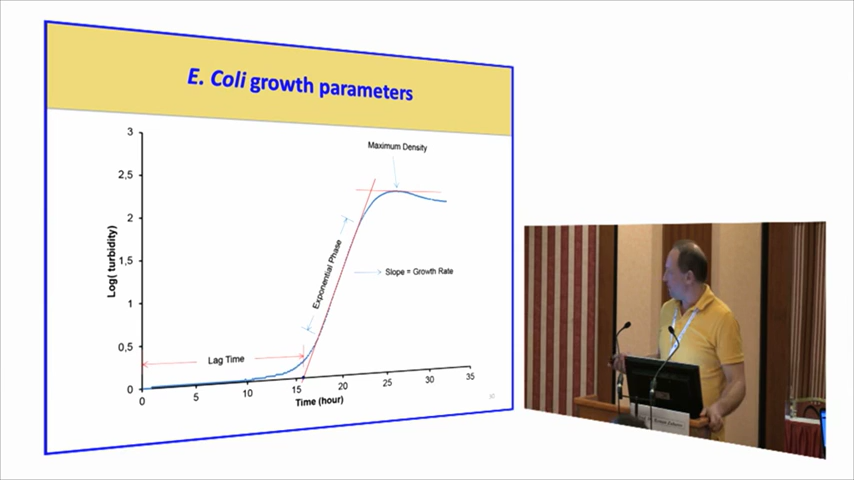 E. Coli growth parameters
Maximum Density
3
2,5
2
1,5
1
0,5
0
Log( turbidity)
Exponential Phase
Slope = Growth Rate
Lag Time
0
5
10
15
20
25
30
35
Time (hour)